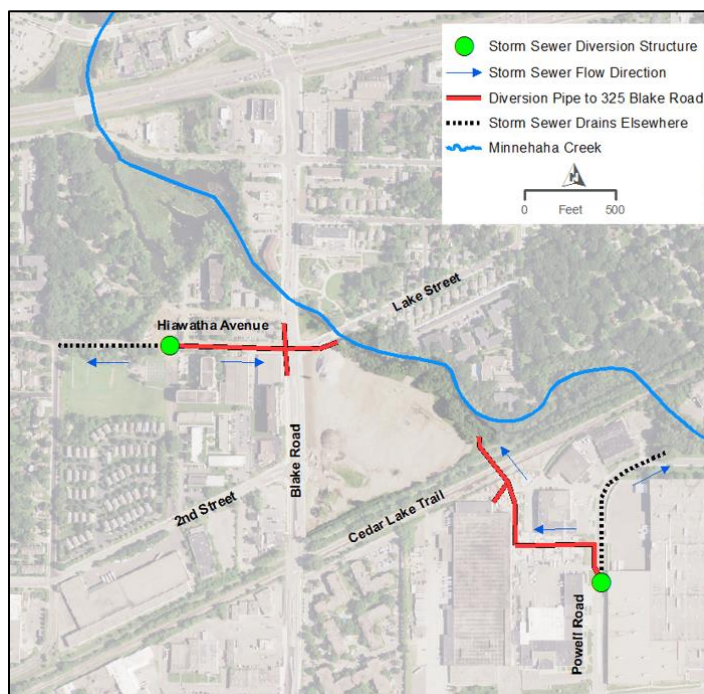 Storm Sewer Diversion Structure
Storm Sewer Flow Direction
Diversion Pipe to 325 Blake Road
Storm Sewer Drains Elsewhere
Minnehaha Creek
N
0 500
Feet
Lake Street
Hiawatha Avenue
Blake Road
2nd Street
Cedar Lake Trail
Powell Road